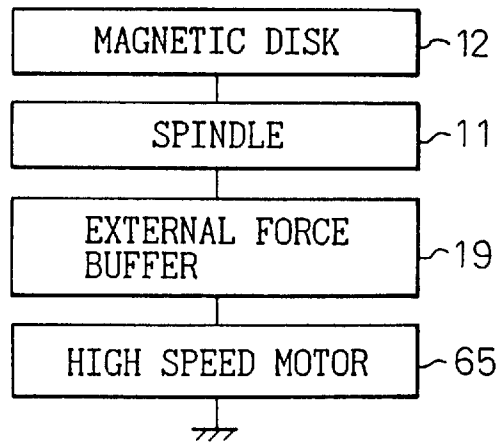 MAGNETIC DISK 12
SPINDLE 11
EXTERNAL FORCE
BUFFER 19
HIGH SPEED MOTOR 65